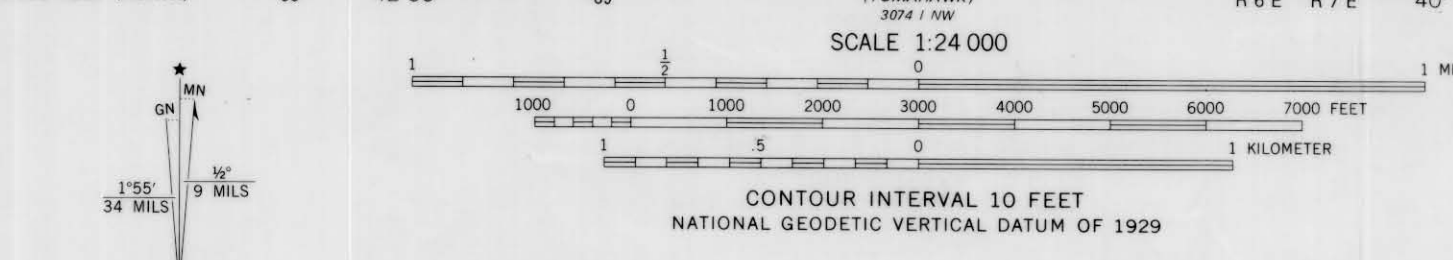 3074 I NW
R 6 E R 7 E 40
SCALE 1:24 000
1 ½ 0 1
1000 0 1000 2000 3000 4000 5000 6000 7000 FEET
1 .5 0 1 KILOMETER
CONTOUR INTERVAL 10 FEET
NATIONAL GEODETIC VERTICAL DATUM OF 1929
★
MN
GN
1°55′
34 MILS
½°
9 MILS